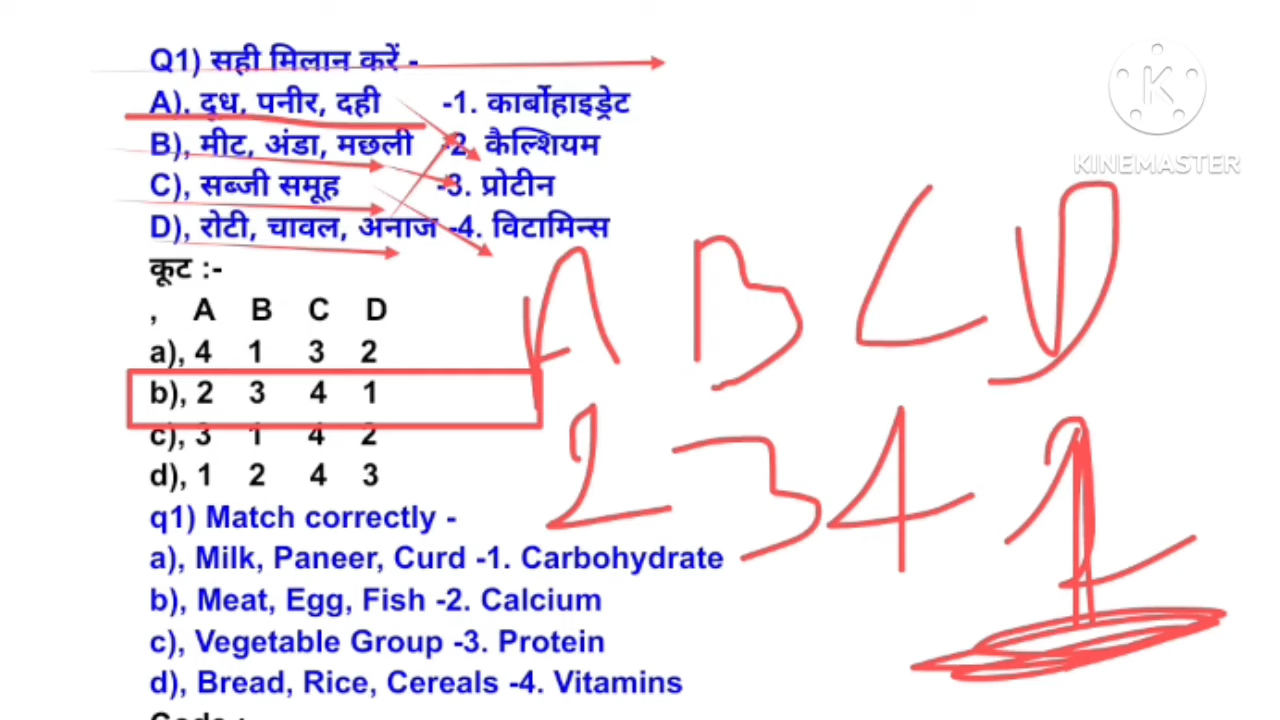 Q1) सही मिलान करें -
A), दूध, पनीर, दही -1. कार्बोहाइड्रेट
B), मीट, अंडा, मछली -2. कैल्शियम
C), सब्जी समूह -3. प्रोटीन
D), रोटी, चावल, अनाज -4. विटामिन्स
कूट :-
, A B C D
a), 4 1 3 2
b), 2 3 4 1
c), 3 1 4 2
d), 1 2 4 3
q1) Match correctly -
a), Milk, Paneer, Curd -1. Carbohydrate
b), Meat, Egg, Fish -2. Calcium
c), Vegetable Group -3. Protein
d), Bread, Rice, Cereals -4. Vitamins
Code :
K
KINEMASTER
A B C D
2 3 4 1